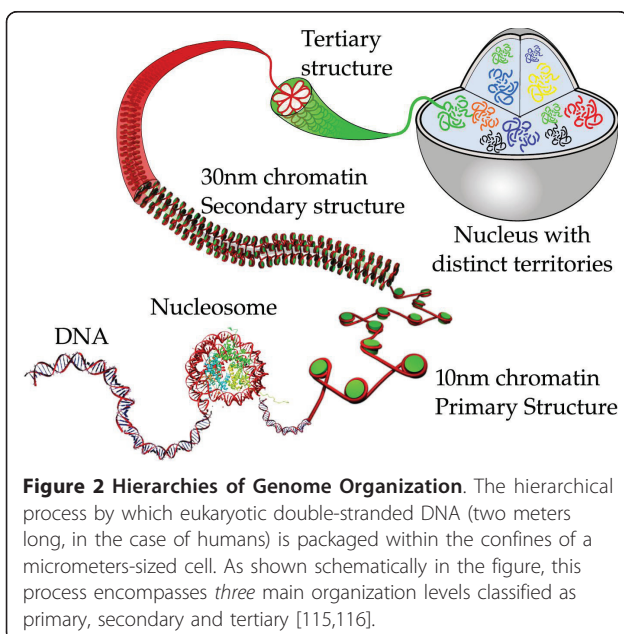 Tertiary
structure
30nm chromatin
Secondary structure
Nucleus with
distinct territories
Nucleosome
DNA
10nm chromatin
Primary Structure
Figure 2 Hierarchies of Genome Organization. The hierarchical
process by which eukaryotic double-stranded DNA (two meters
long, in the case of humans) is packaged within the confines of a
micrometers-sized cell. As shown schematically in the figure, this
process encompasses three main organization levels classified as
primary, secondary and tertiary [115,116].